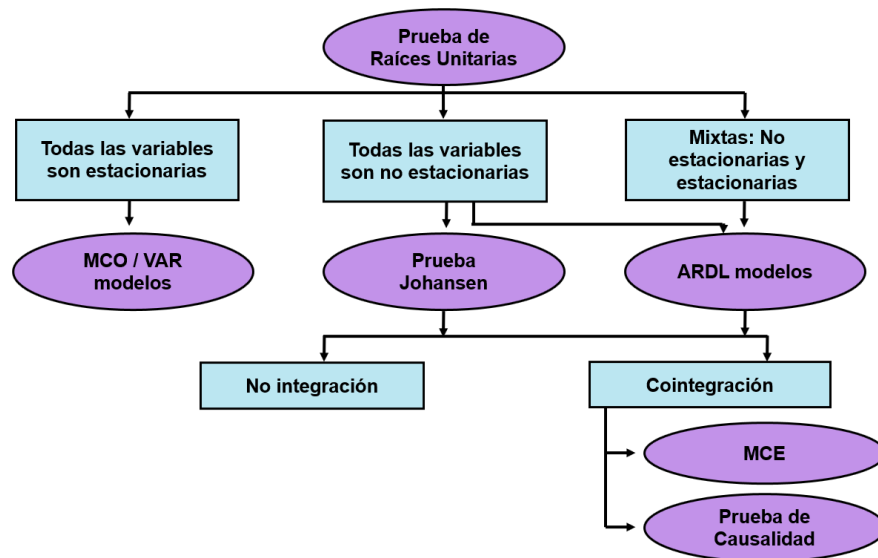 Prueba de
Raíces Unitarias
Todas las variables
son estacionarias
Todas las variables
son no estacionarias
Mixtas: No
estacionarias y
estacionarias
MCO / VAR
modelos
Prueba
Johansen
ARDL modelos
No integración
Cointegración
MCE
Prueba de
Causalidad